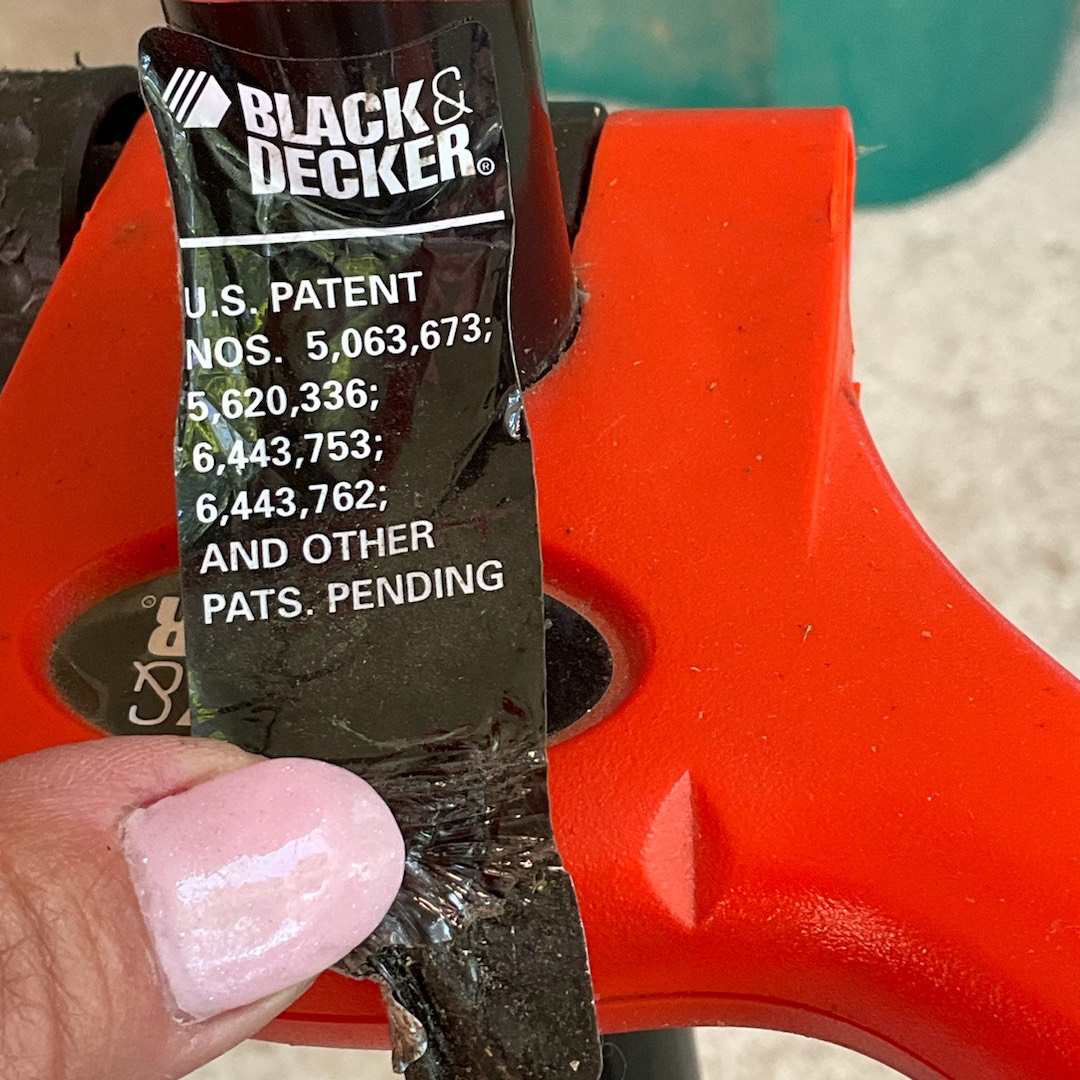 BLACK&
DECKER®
U.S. PATENT
NOS. 5,063,673;
5,620,336;
6,443,753;
6,443,762;
AND OTHER
PATS. PENDING